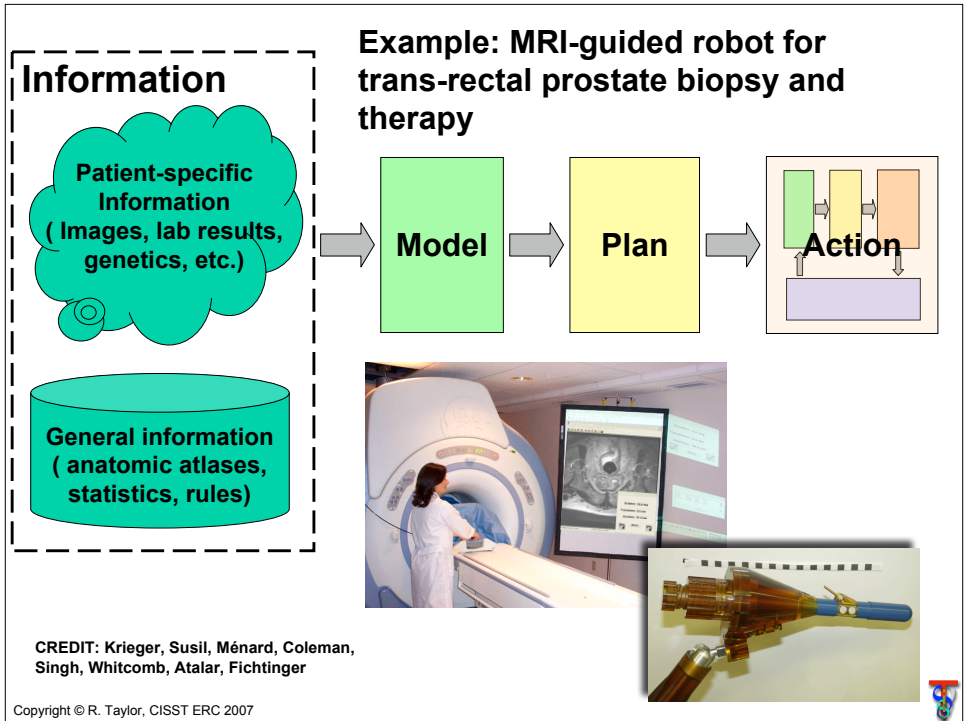 Example: MRI-guided robot for
trans-rectal prostate biopsy and
therapy
Information
Patient-specific
Information
( Images, lab results,
genetics, etc.)
General information
( anatomic atlases,
statistics, rules)
Model
Plan
Action
CREDIT: Krieger, Susil, Ménard, Coleman,
Singh, Whitcomb, Atalar, Fichtinger
Copyright © R. Taylor, CISST ERC 2007